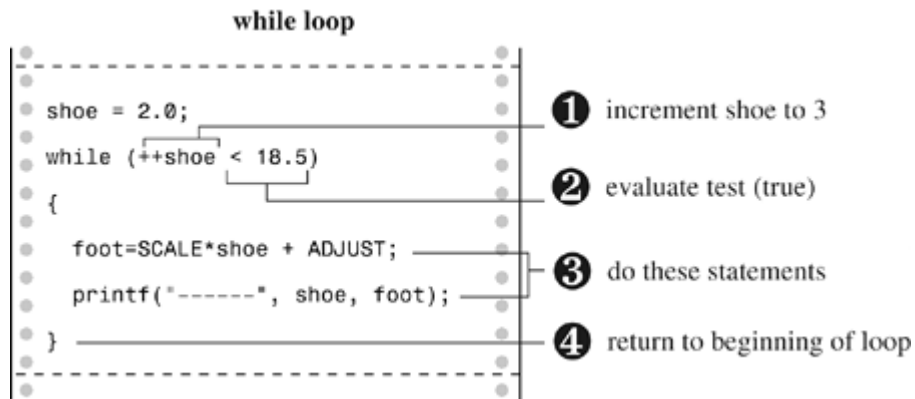 while loop
shoe = 2.0;
while (++shoe < 18.5)
{
foot=SCALE*shoe + ADJUST;
printf("------", shoe, foot);
}
1 increment shoe to 3
2 evaluate test (true)
3 do these statements
4 return to beginning of loop